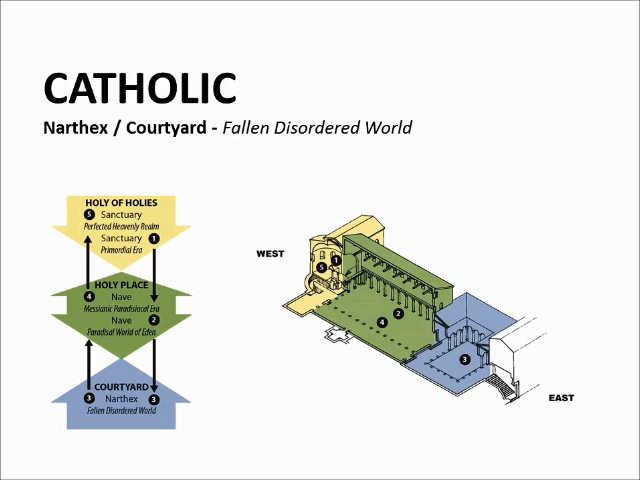 CATHOLIC
Narthex / Courtyard - Fallen Disordered World
HOLY OF HOLIES
5 Sanctuary
Perfected Heavenly Realm
Sanctuary 1
Primordial Era
HOLY PLACE
4 Nave
Messianic Paradisiacal Era
Nave 2
Paradisal World of Eden
COURTYARD
3 Narthex 3
Fallen Disordered World
WEST
5 1
2
4
3
EAST